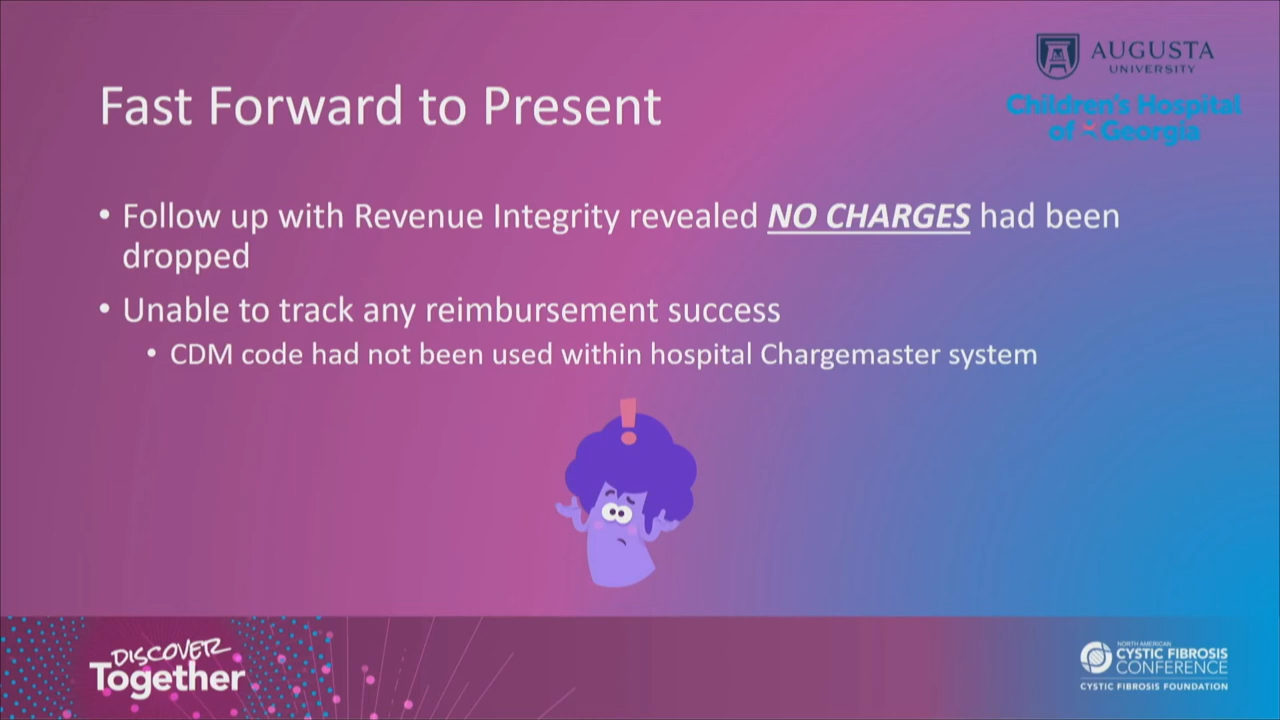 AUGUSTA
UNIVERSITY
Children's Hospital
of Georgia
Fast Forward to Present
• Follow up with Revenue Integrity revealed NO CHARGES had been
dropped
• Unable to track any reimbursement success
• CDM code had not been used within hospital Chargemaster system
!
DISCOVER
Together
NORTH AMERICAN
CYSTIC FIBROSIS
CONFERENCE
CYSTIC FIBROSIS FOUNDATION